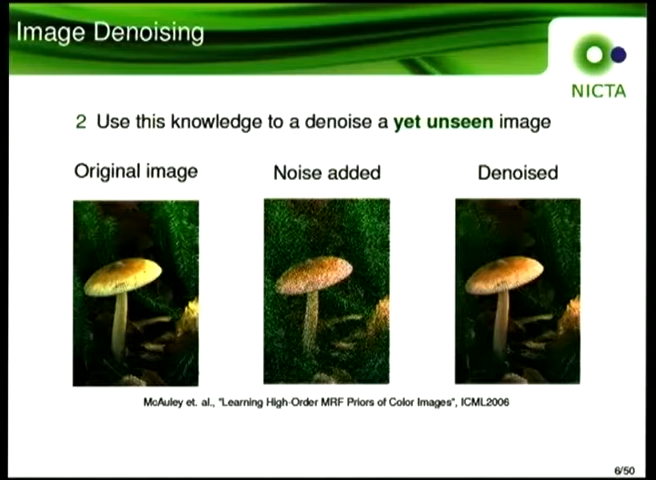 Image Denoising
NICTA
2 Use this knowledge to a denoise a yet unseen image
Original image Noise added Denoised
McAuley et. al., "Learning High-Order MRF Priors of Color Images", ICML2006
6/50